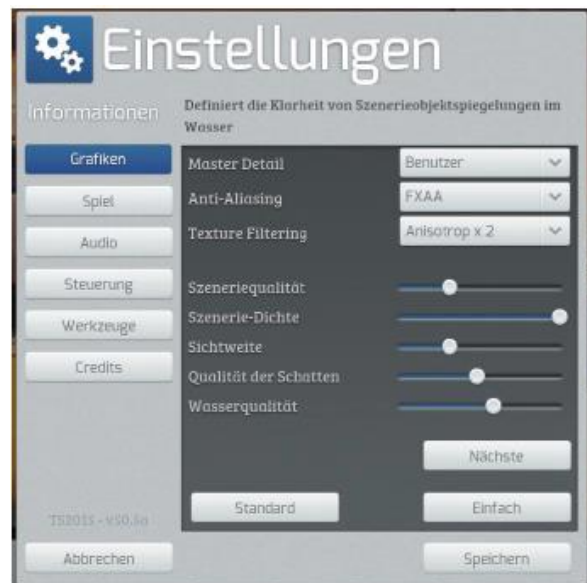 Einstellungen
Informationen
Definiert die Klarheit von Szenerieobjektspiegelungen im
Wasser
Grafiken
Spiel
Audio
Steuerung
Werkzeuge
Credits
Master Detail
Benutzer
Anti-Aliasing
FXAA
Texture Filtering
Anisotrop x 2
Szeneriequalität
Szenerie-Dichte
Sichtweite
Qualität der Schatten
Wasserqualität
Nächste
Standard
Einfach
Abbrechen
Speichern